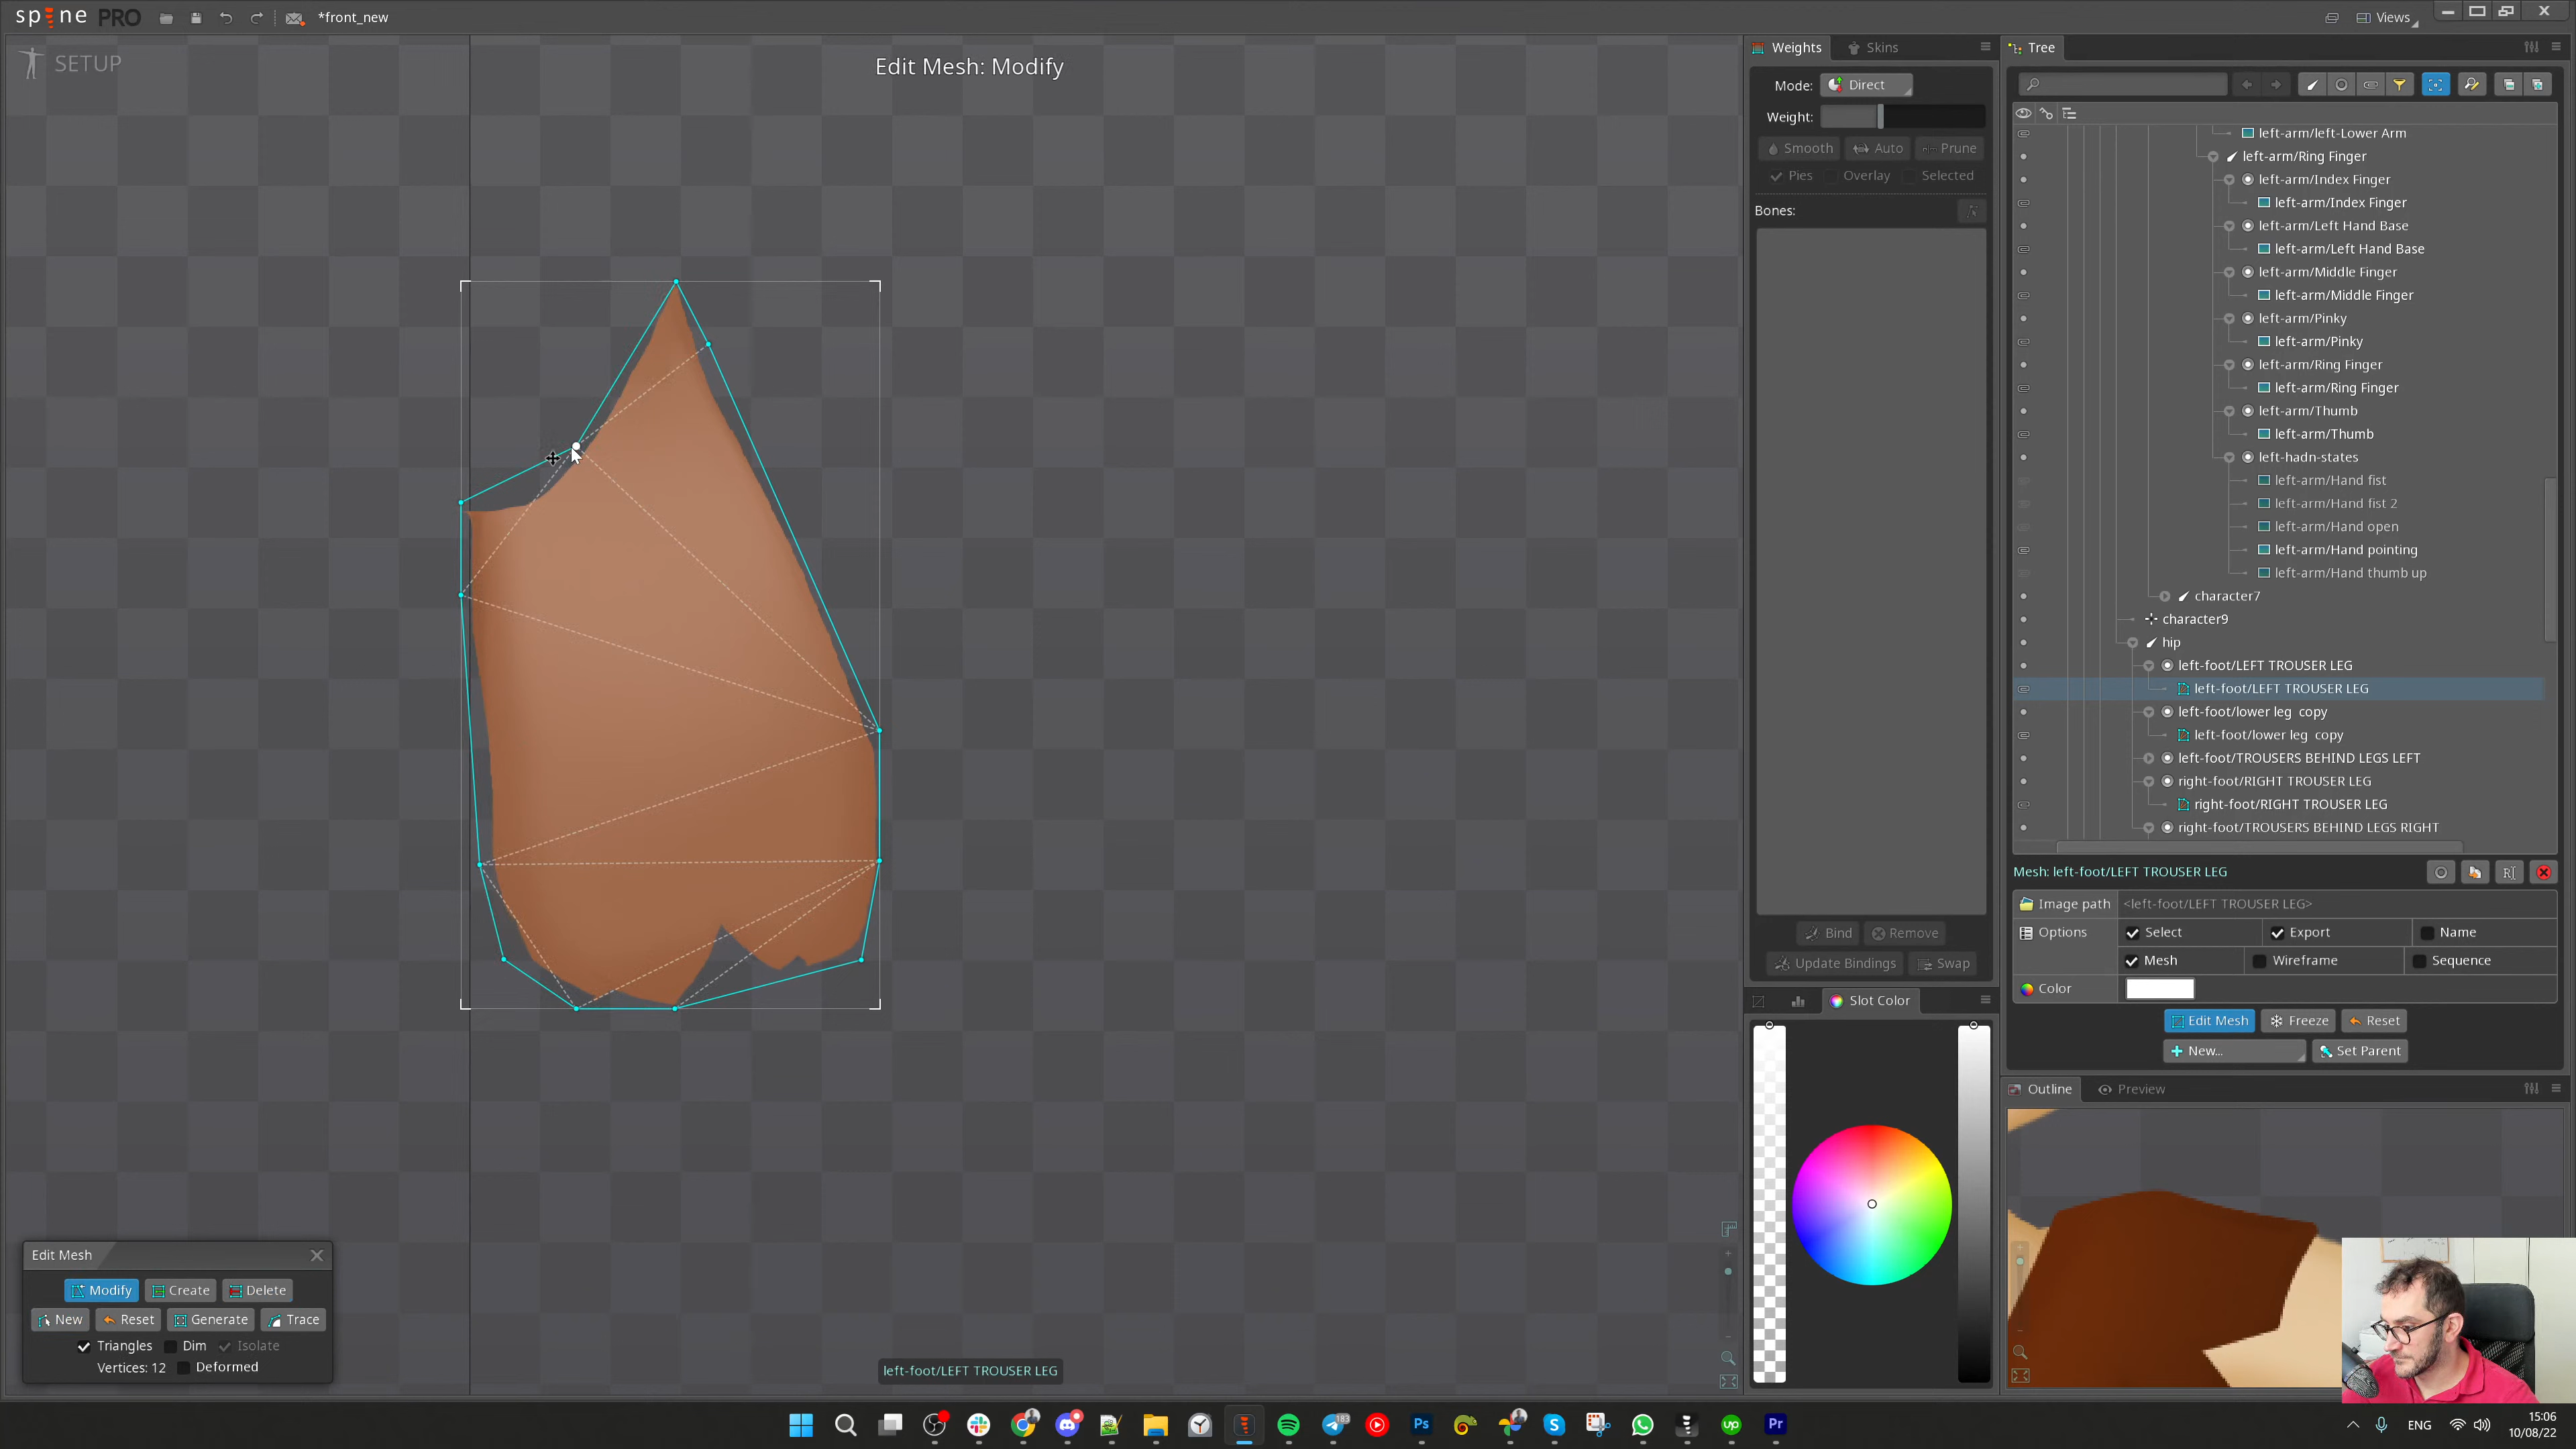 spine PRO
*front_new
Views
SETUP
Edit Mesh: Modify
Weights
Skins
Mode:
Direct
Weight:
Smooth
Auto
Prune
Pies
Overlay
Selected
Bones:
Bind
Remove
Update Bindings
Swap
Slot Color
Tree
left-arm/left-Lower Arm
left-arm/Ring Finger
left-arm/Index Finger
left-arm/Index Finger
left-arm/Left Hand Base
left-arm/Left Hand Base
left-arm/Middle Finger
left-arm/Middle Finger
left-arm/Pinky
left-arm/Pinky
left-arm/Ring Finger
left-arm/Ring Finger
left-arm/Thumb
left-arm/Thumb
left-hadn-states
left-arm/Hand fist
left-arm/Hand fist 2
left-arm/Hand open
left-arm/Hand pointing
left-arm/Hand thumb up
character7
character9
hip
left-foot/LEFT TROUSER LEG
left-foot/LEFT TROUSER LEG
left-foot/lower leg copy
left-foot/lower leg copy
left-foot/TROUSERS BEHIND LEGS LEFT
right-foot/RIGHT TROUSER LEG
right-foot/RIGHT TROUSER LEG
right-foot/TROUSERS BEHIND LEGS RIGHT
Mesh: left-foot/LEFT TROUSER LEG
Image path
<left-foot/LEFT TROUSER LEG>
Options
Select
Export
Name
Mesh
Wireframe
Sequence
Color
Edit Mesh
Freeze
Reset
New...
Set Parent
Outline
Preview
Edit Mesh
Modify
Create
Delete
New
Reset
Generate
Trace
Triangles
Dim
Isolate
Vertices: 12
Deformed
left-foot/LEFT TROUSER LEG
183
Ps
up
Pr
ENG
15:06
10/08/22